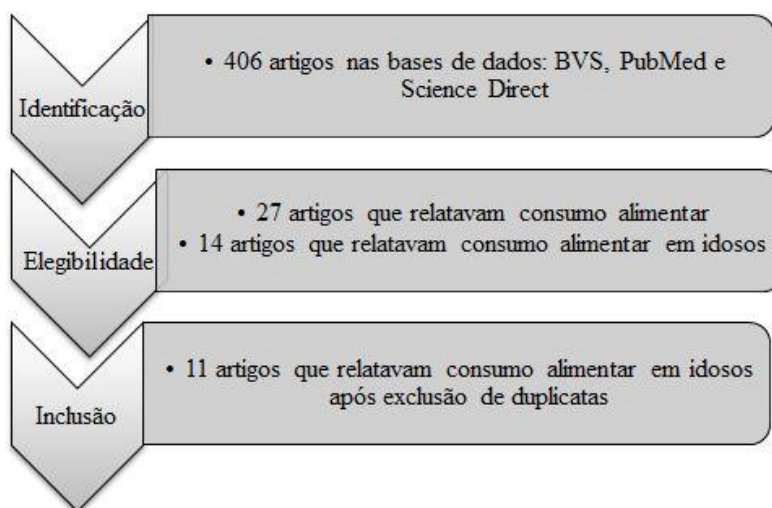 Identificação
• 406 artigos nas bases de dados: BVS, PubMed e
Science Direct
Elegibilidade
• 27 artigos que relatavam consumo alimentar
• 14 artigos que relatavam consumo alimentar em idosos
Inclusão
• 11 artigos que relatavam consumo alimentar em idosos
após exclusão de duplicatas